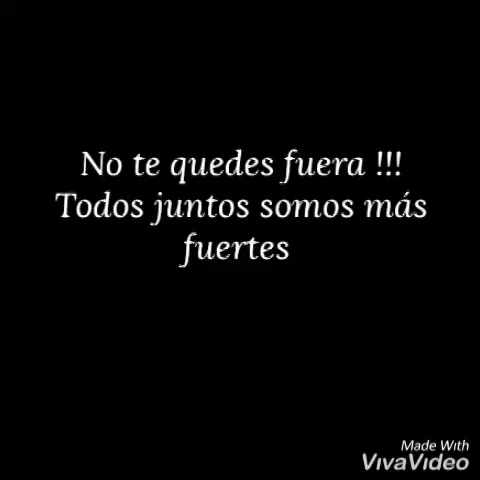 No te quedes fuera !!!
Todos juntos somos más
fuertes
Made With
VivaVideo